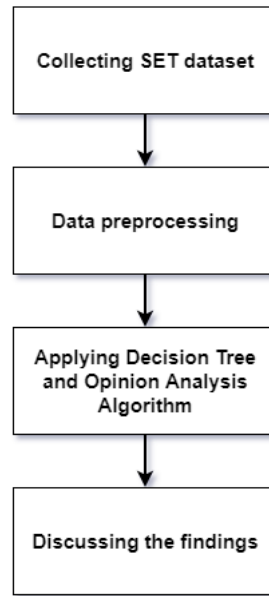 Collecting SET dataset
Data preprocessing
Applying Decision Tree
and Opinion Analysis
Algorithm
Discussing the findings